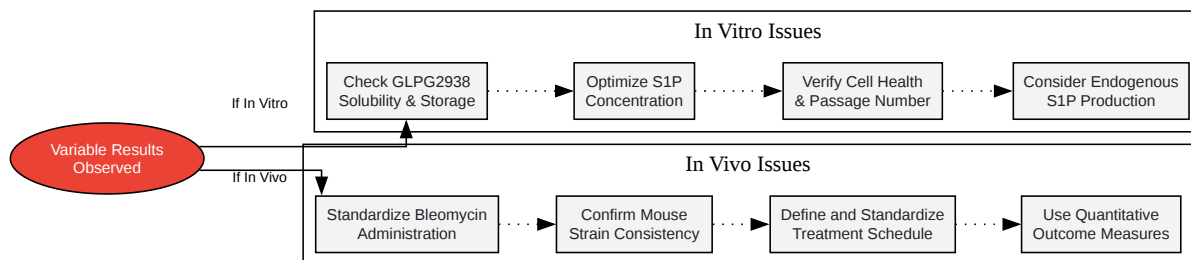 In Vitro Issues
Check GLPG2938
Solubility & Storage
Optimize S1P
Concentration
Verify Cell Health
& Passage Number
Consider Endogenous
S1P Production
If In Vitro
Variable Results
Observed
If In Vivo
In Vivo Issues
Standardize Bleomycin
Administration
Confirm Mouse
Strain Consistency
Define and Standardize
Treatment Schedule
Use Quantitative
Outcome Measures